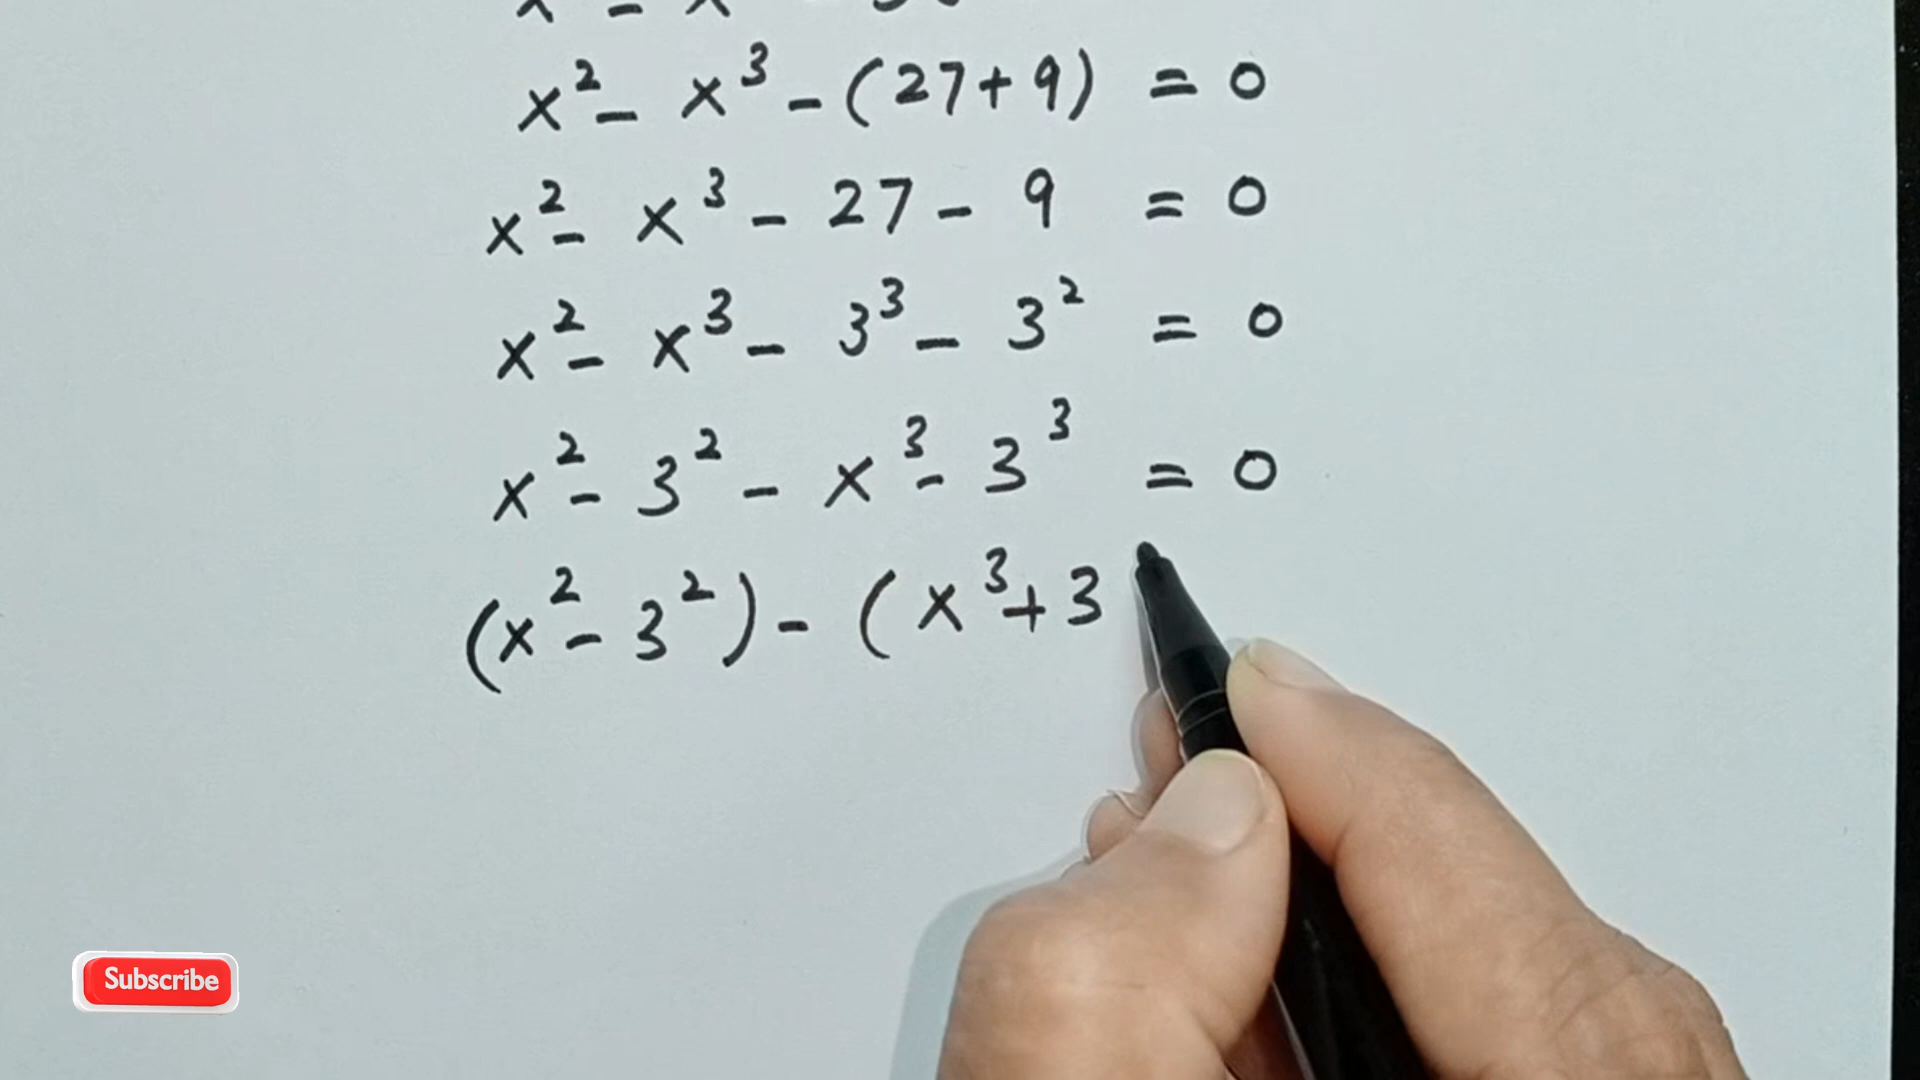 x² - x³ - (27+9) = 0
x² - x³ - 27 - 9 = 0
x² - x³ - 3³ - 3² = 0
x² - 3² - x³ - 3³ = 0
(x² - 3²) - (x³ + 3
Subscribe